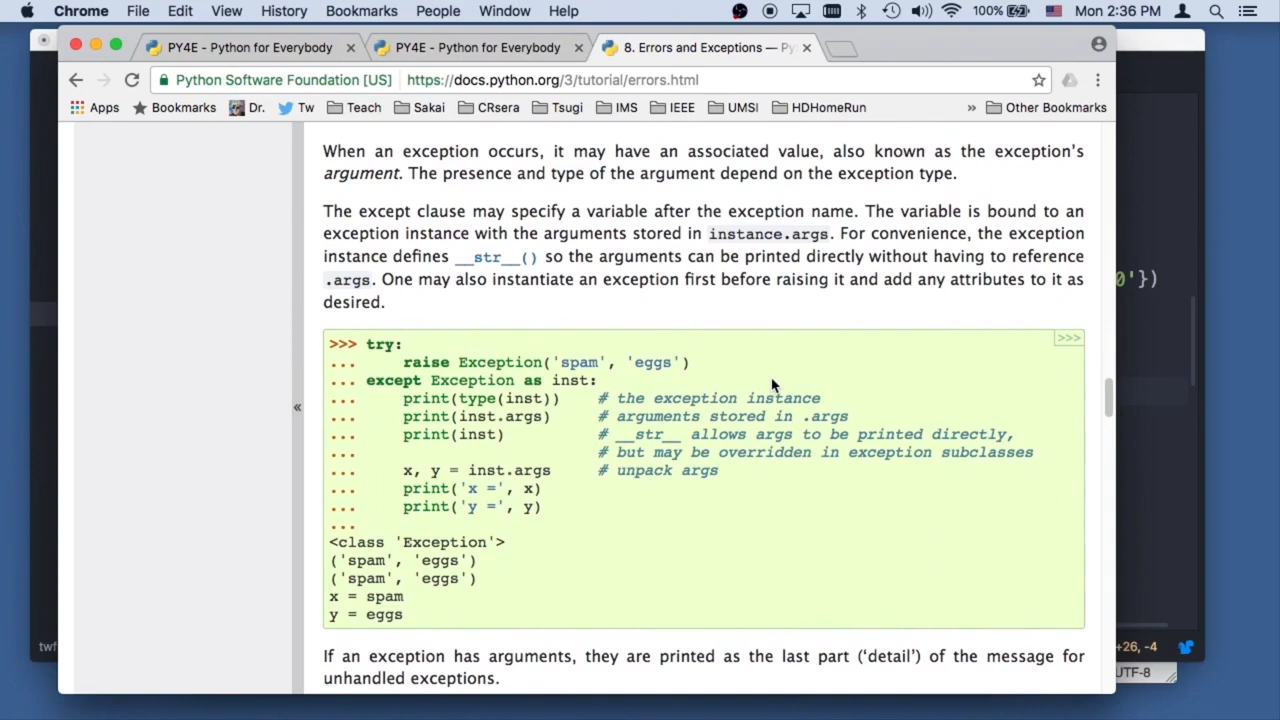 Chrome File Edit View History Bookmarks People Window Help 100% Mon 2:36 PM
PY4E - Python for Everybody × PY4E - Python for Everybody × 8. Errors and Exceptions — Py ×
Python Software Foundation [US] https://docs.python.org/3/tutorial/errors.html
Apps Bookmarks Dr. Tw Teach Sakai CRsera Tsugi IMS IEEE UMSI HDHomeRun » Other Bookmarks
When an exception occurs, it may have an associated value, also known as the exception's
argument. The presence and type of the argument depend on the exception type.
The except clause may specify a variable after the exception name. The variable is bound to an
exception instance with the arguments stored in instance.args. For convenience, the exception
instance defines __str__() so the arguments can be printed directly without having to reference
.args. One may also instantiate an exception first before raising it and add any attributes to it as
desired.
>>>
>>> try:
...     raise Exception('spam', 'eggs')
... except Exception as inst:
...     print(type(inst))    # the exception instance
...     print(inst.args)     # arguments stored in .args
...     print(inst)          # __str__ allows args to be printed directly,
...                          # but may be overridden in exception subclasses
...     x, y = inst.args     # unpack args
...     print('x =', x)
...     print('y =', y)
...
<class 'Exception'>
('spam', 'eggs')
('spam', 'eggs')
x = spam
y = eggs
If an exception has arguments, they are printed as the last part (‘detail’) of the message for
unhandled exceptions.
«
0'})
twf
+26, -4
UTF-8